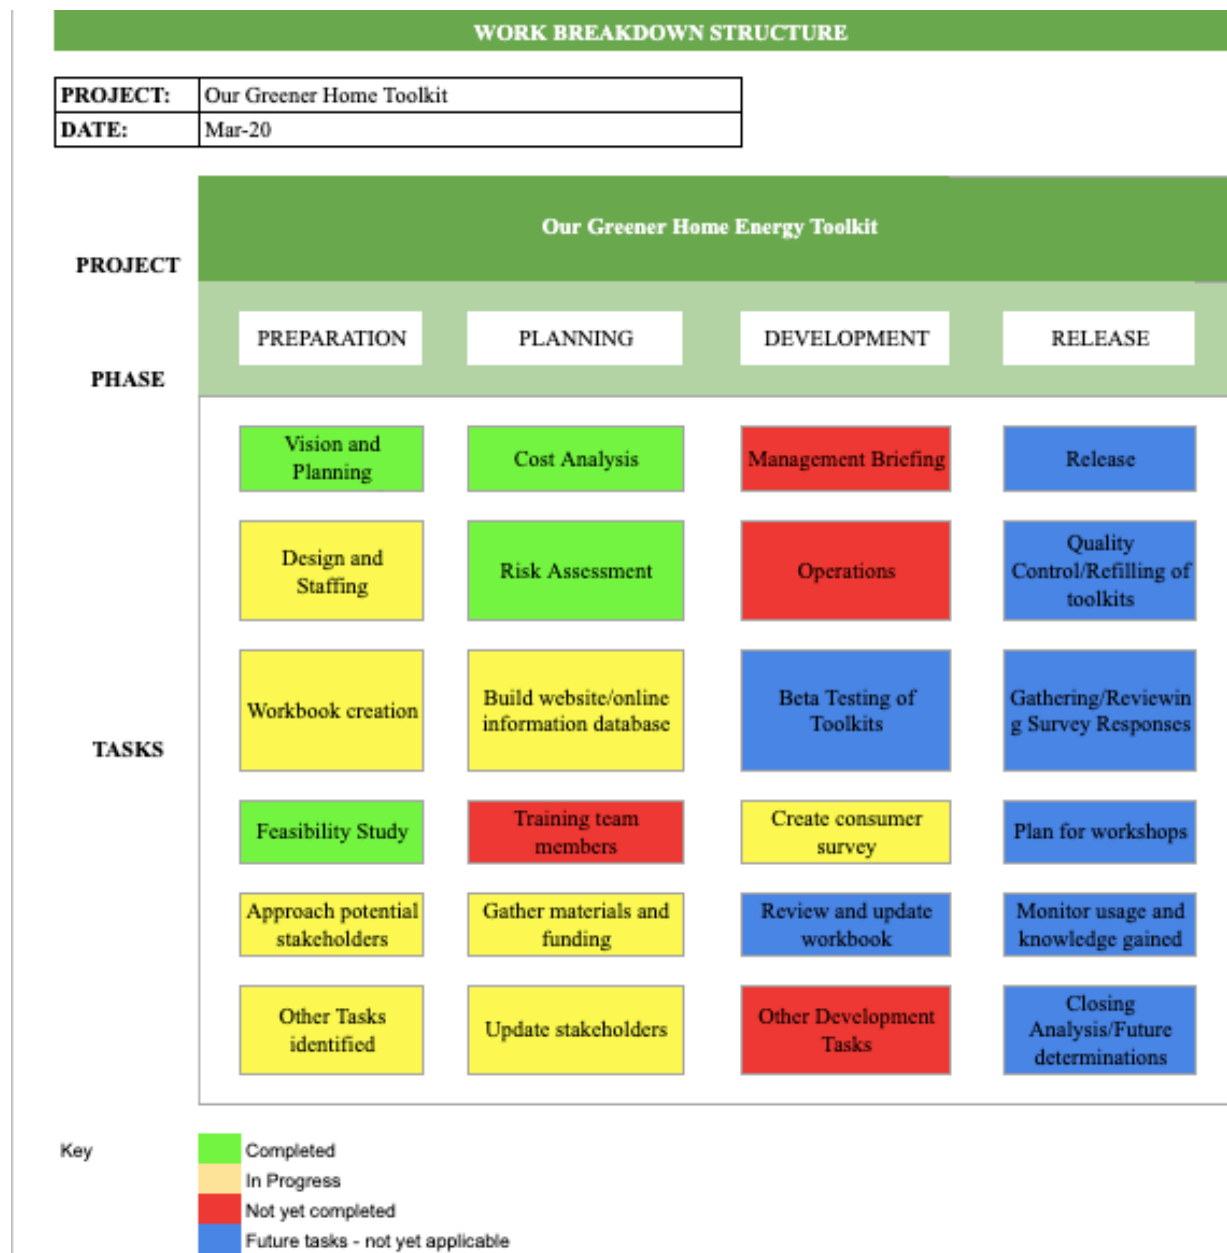 WORK BREAKDOWN STRUCTURE
PROJECT: Our Greener Home Toolkit
DATE: Mar-20
Our Greener Home Energy Toolkit
PROJECT
PREPARATION PLANNING DEVELOPMENT RELEASE
PHASE
Vision and
Planning
Cost Analysis
Management Briefing
Release
Design and
Staffing
Risk Assessment
Operations
Quality
Control/Refilling of
toolkits
Workbook creation
Build website/online
information database
Beta Testing of
Toolkits
Gathering/Reviewin
g Survey Responses
TASKS
Feasibility Study
Training team
members
Create consumer
survey
Plan for workshops
Approach potential
stakeholders
Gather materials and
funding
Review and update
workbook
Monitor usage and
knowledge gained
Other Tasks
identified
Update stakeholders
Other Development
Tasks
Closing
Analysis/Future
determinations
Key
Completed
In Progress
Not yet completed
Future tasks - not yet applicable